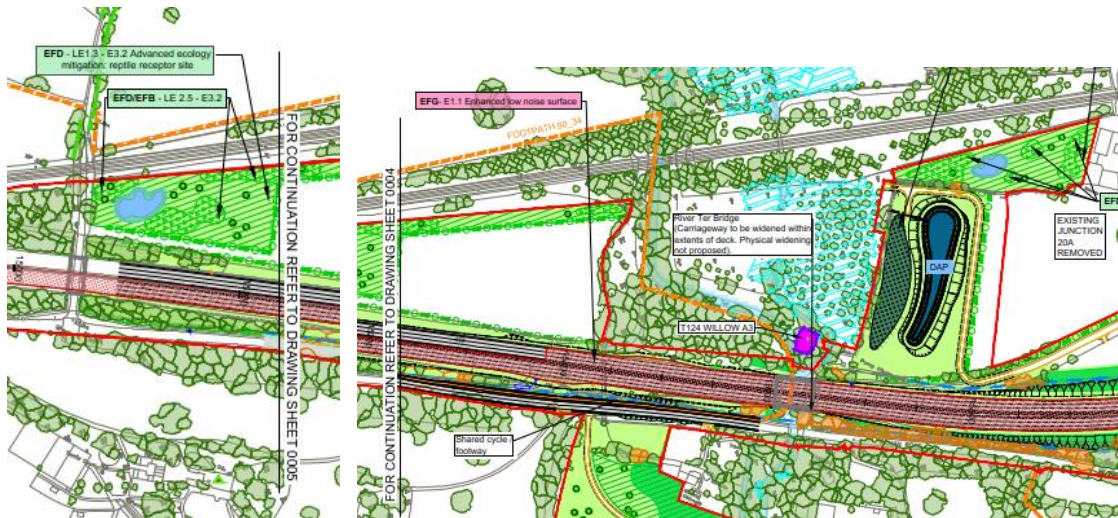 EFD - LE1.3 - E3.2 Advanced ecology
mitigation: reptile receptor site
EFD/EFB - LE 2.5 - E3.2
FOR CONTINUATION REFER TO DRAWING SHEET 0005
FOR CONTINUATION REFER TO DRAWING SHEET 0004
EFG- E1.1 Enhanced low noise surface
FOOTPATH 90_34
River Ter Bridge
(Carriageway to be widened within
extents of deck. Physical widening
not proposed).
T124 WILLOW A3
Shared cycle /
footway
DAP
EFD
EXISTING
JUNCTION
20A
REMOVED